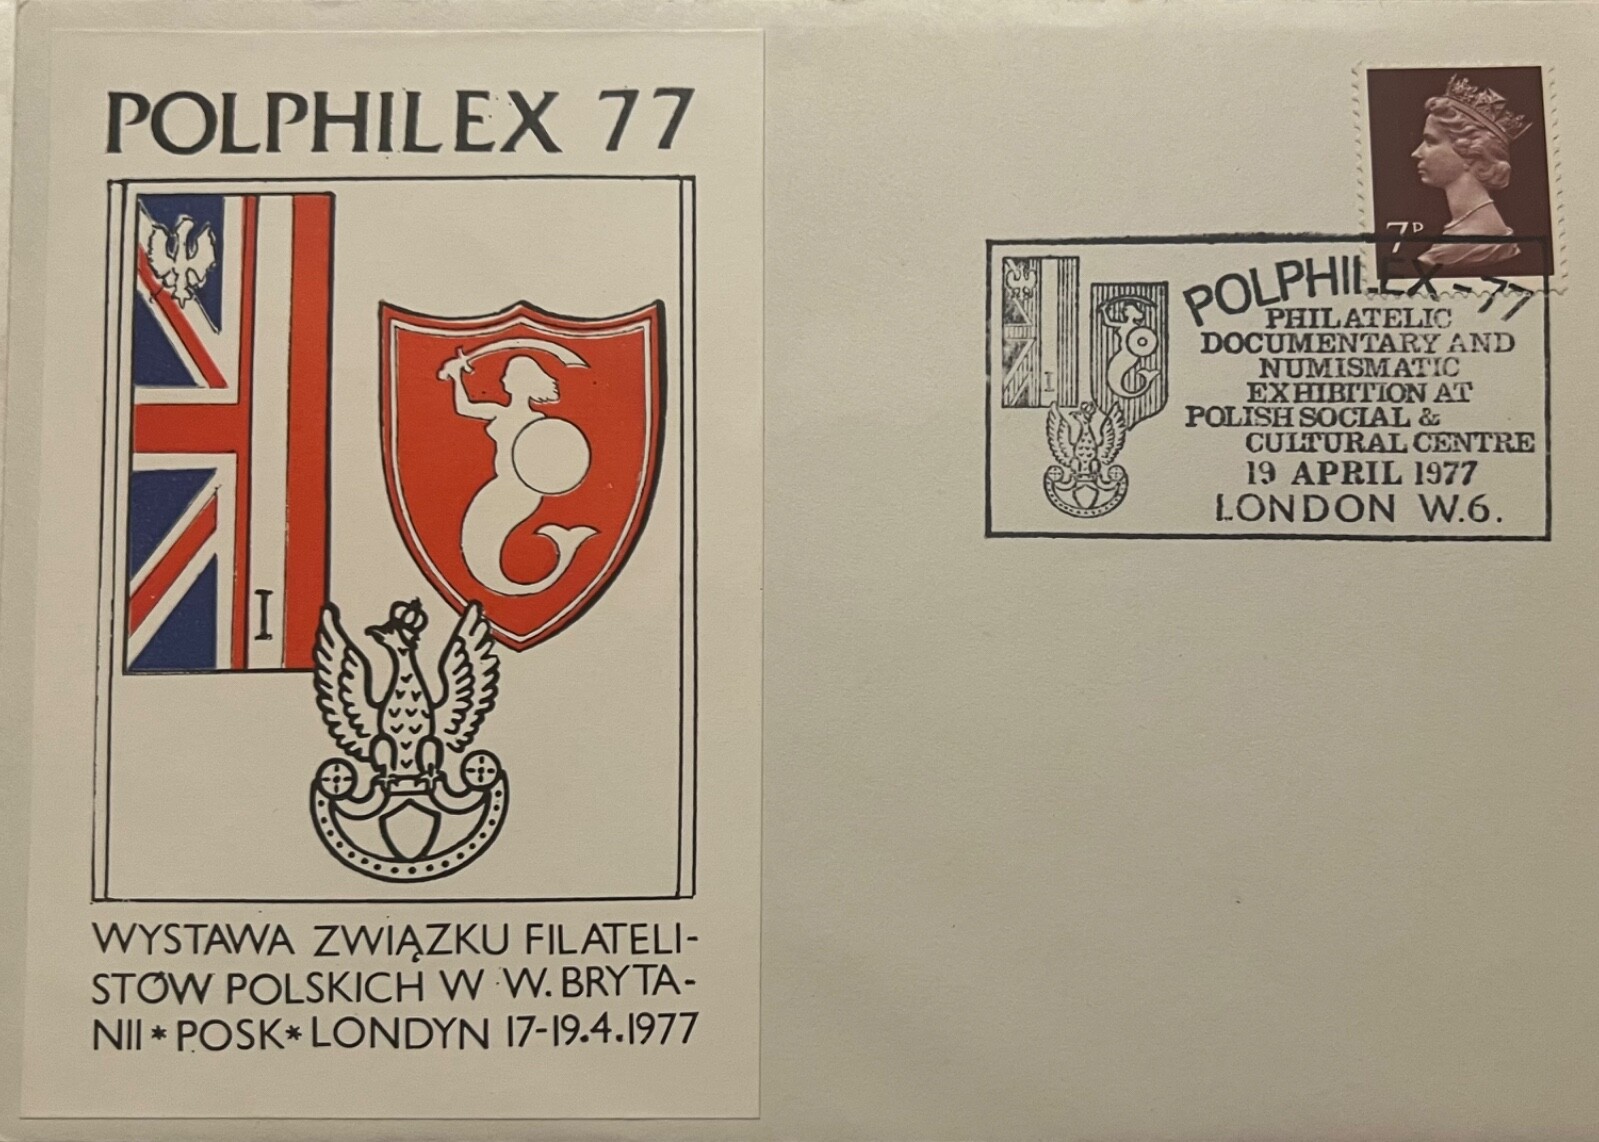 POLPHILEX 77
I
WYSTAWA ZWIĄZKU FILATELI-
STÓW POLSKICH W W. BRYTA-
NII * POSK * LONDYN 17-19.4.1977
7P
I
POLPHILEX - 77
PHILATELIC
DOCUMENTARY AND
NUMISMATIC
EXHIBITION AT
POLISH SOCIAL &
CULTURAL CENTRE
19 APRIL 1977
LONDON W.6.